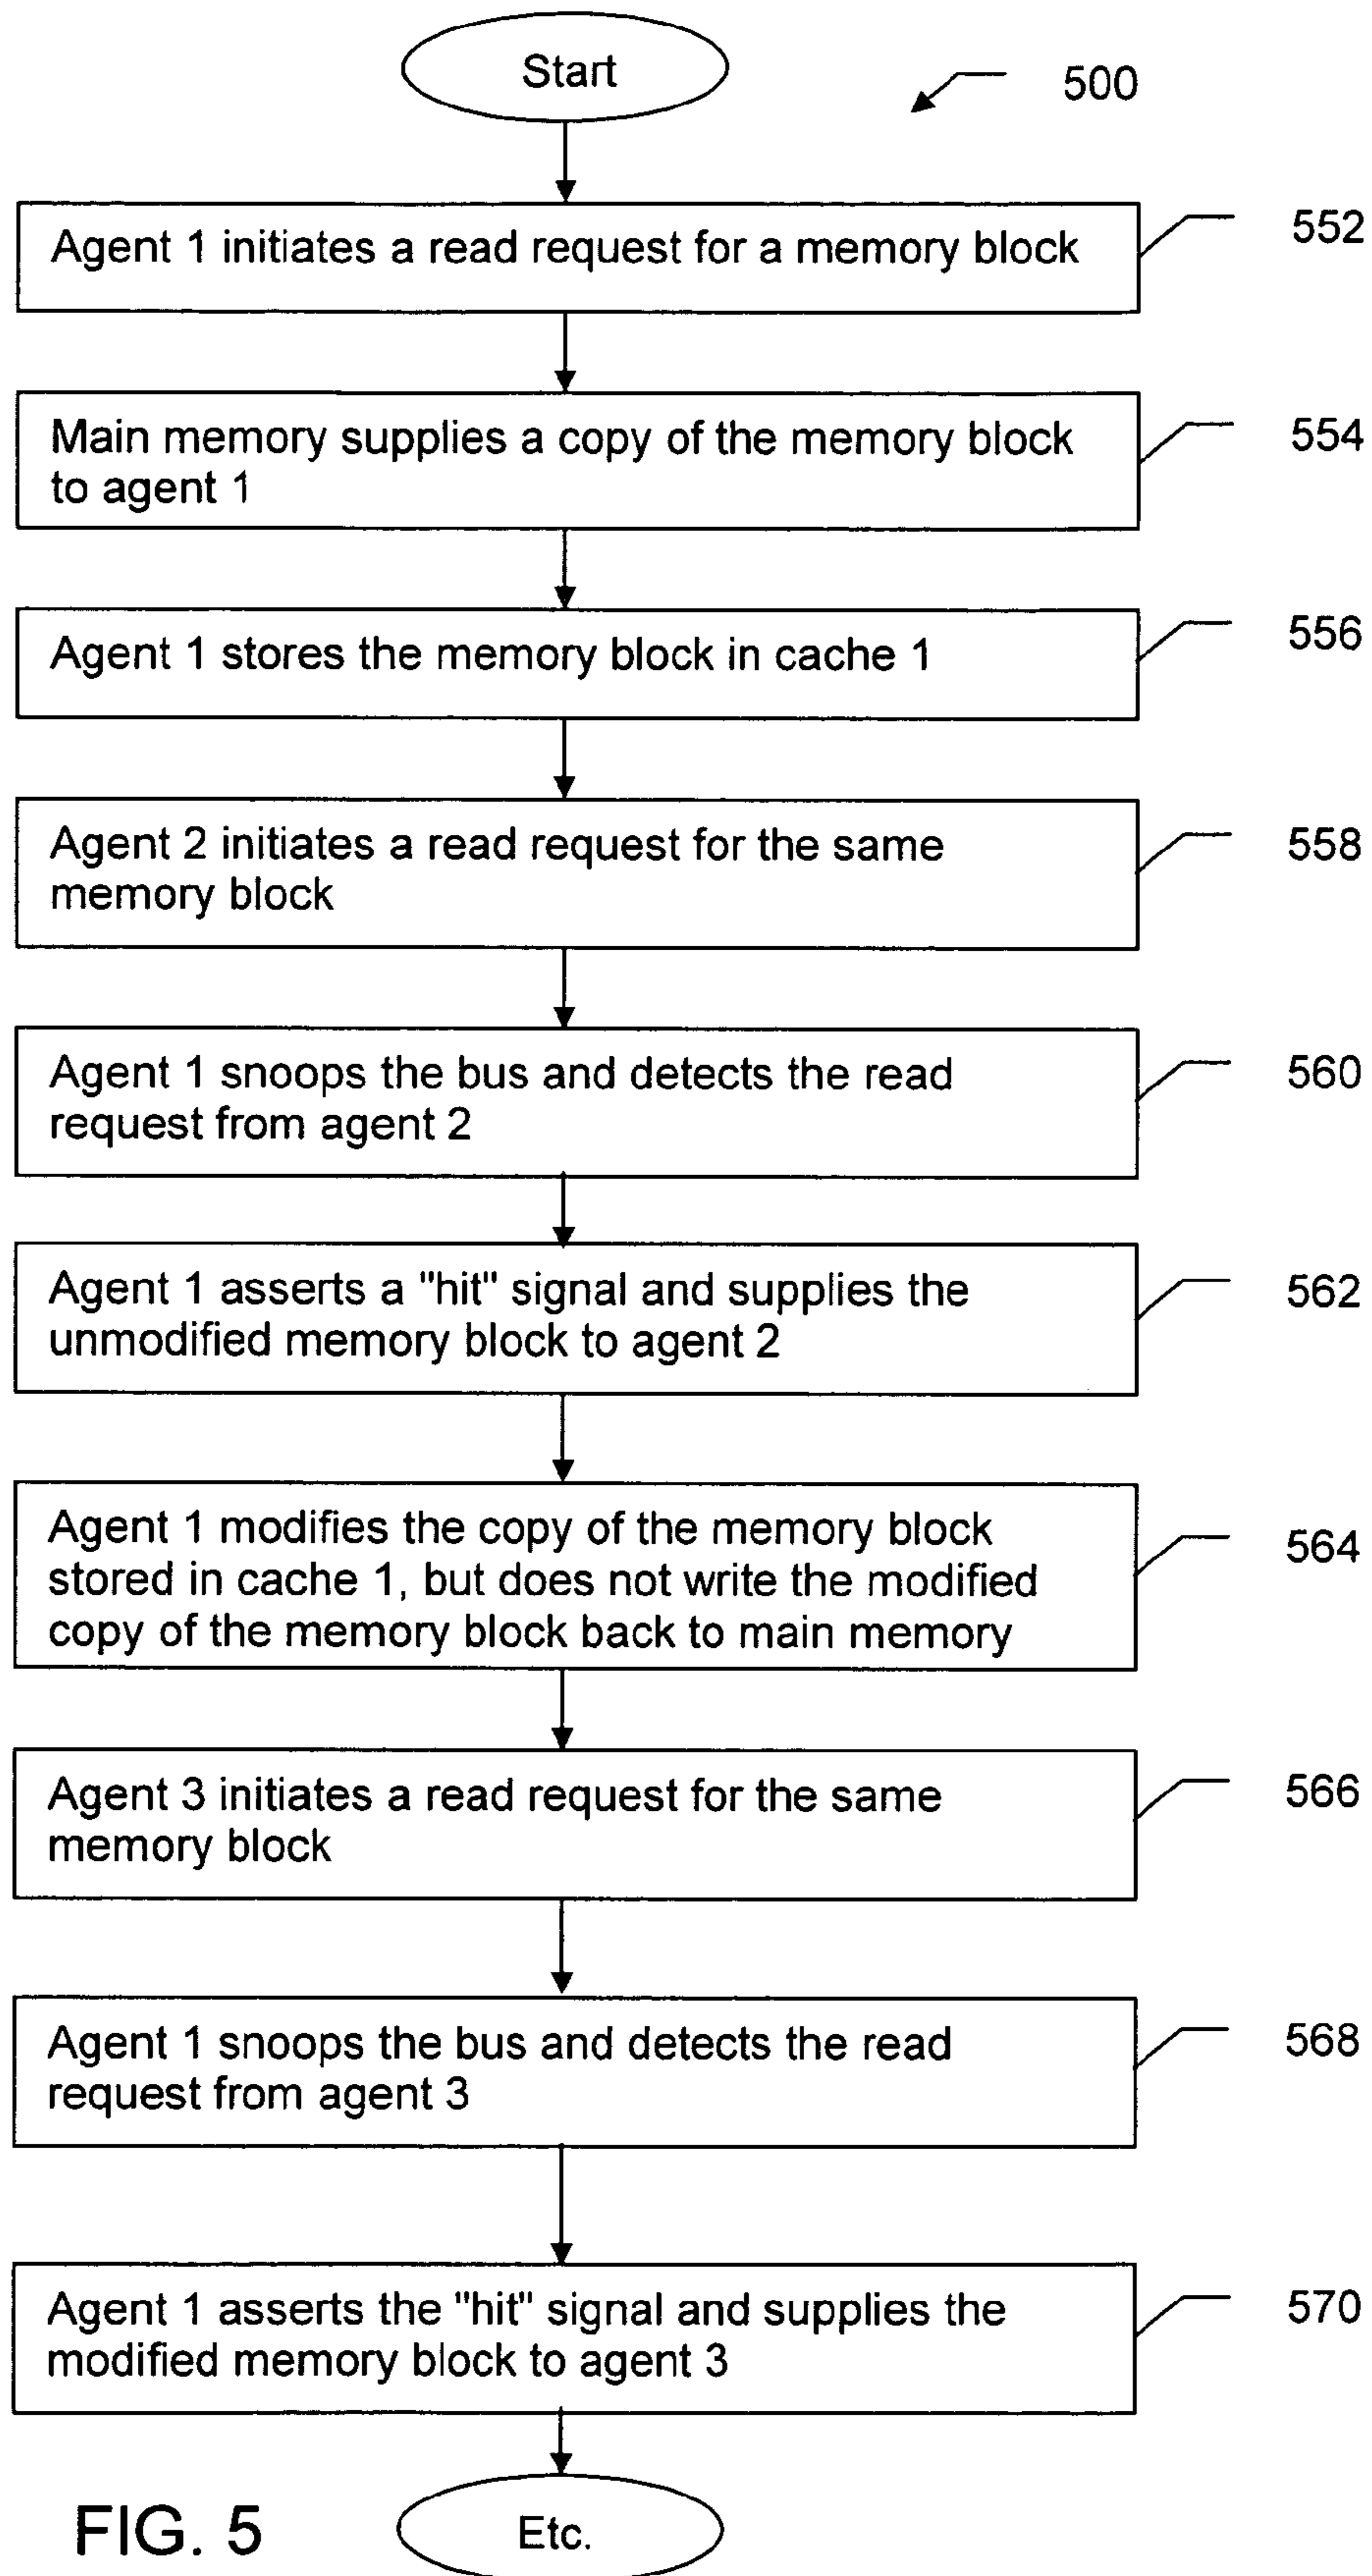 Start
500
Agent 1 initiates a read request for a memory block
552
Main memory supplies a copy of the memory block
to agent 1
554
Agent 1 stores the memory block in cache 1
556
Agent 2 initiates a read request for the same
memory block
558
Agent 1 snoops the bus and detects the read
request from agent 2
560
Agent 1 asserts a "hit" signal and supplies the
unmodified memory block to agent 2
562
Agent 1 modifies the copy of the memory block
stored in cache 1, but does not write the modified
copy of the memory block back to main memory
564
Agent 3 initiates a read request for the same
memory block
566
Agent 1 snoops the bus and detects the read
request from agent 3
568
Agent 1 asserts the "hit" signal and supplies the
modified memory block to agent 3
570
Etc.
FIG. 5